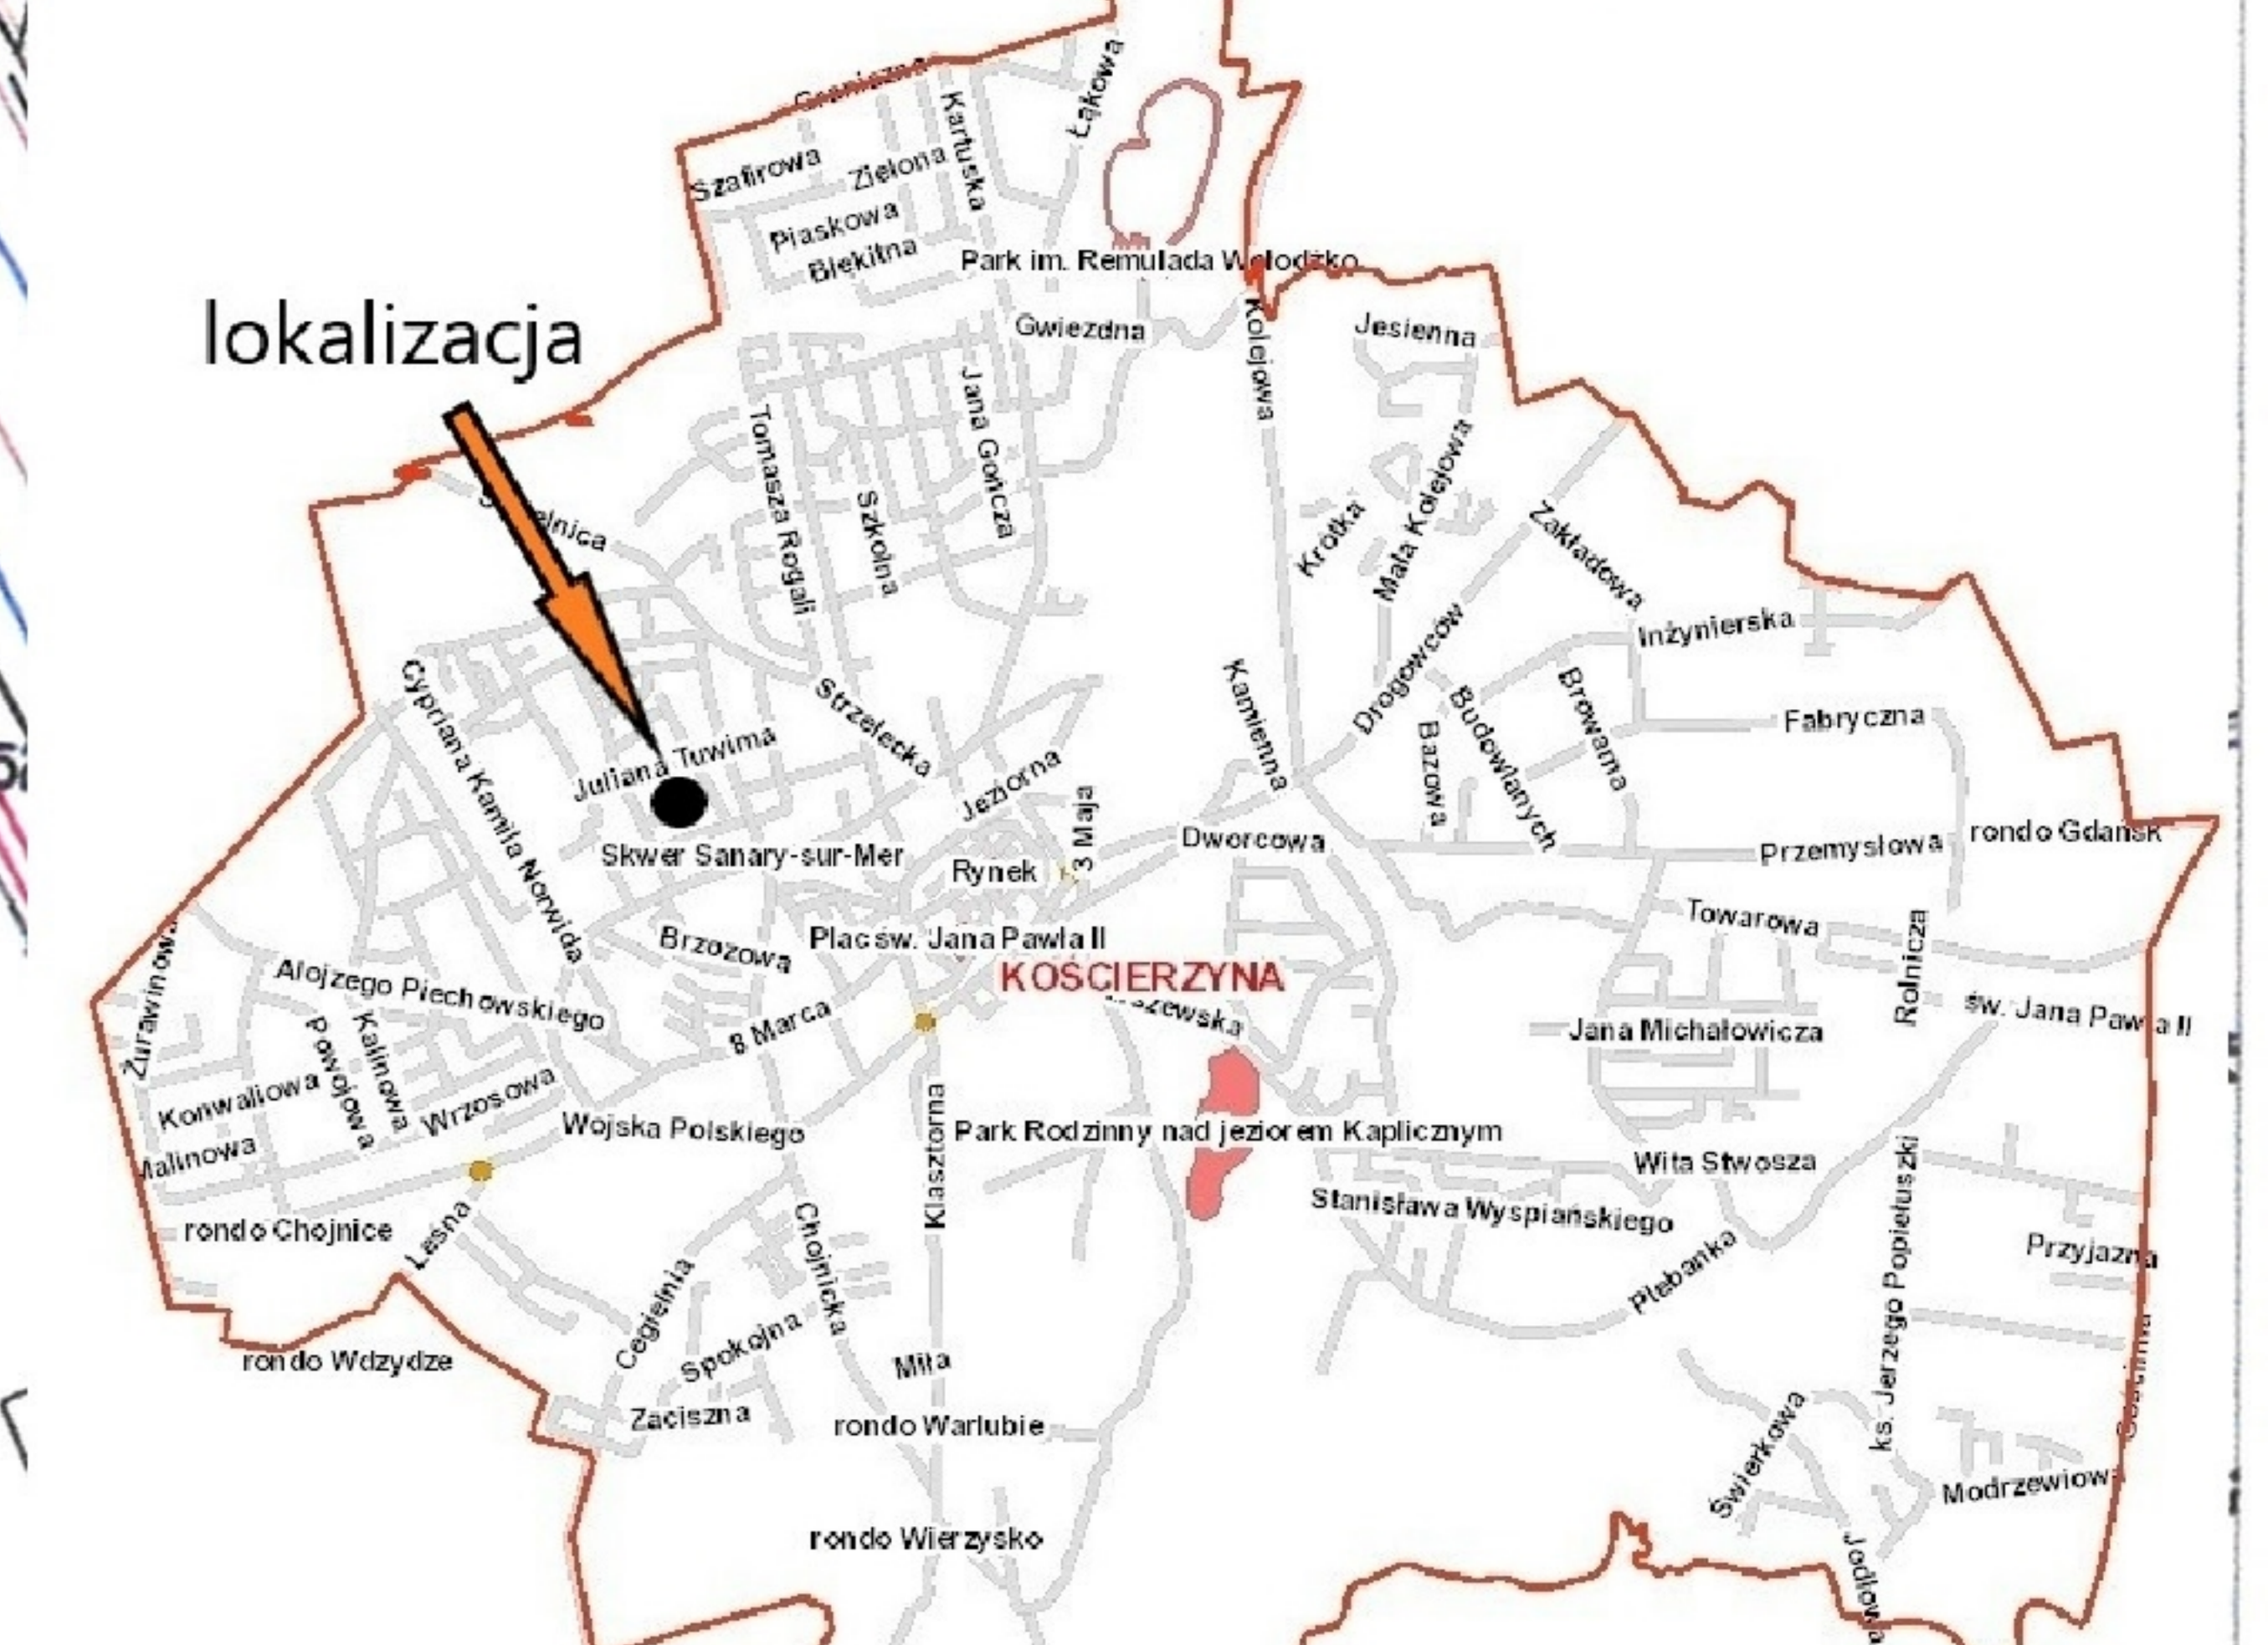 Łąkowa
Kartuska
Szafirowa
Zielona
Piaskowa
Błękitna
Park im. Remulada Wełodźko
lokalizacja
Gwiezdna
Kolejowa
Jesienna
Jana Gończa
Tomasza Rogali
Szkolna
Krótka
Mała Kolejowa
Zakładowa
Inżynierska
Drogowców
Cypriana Kamila Norwida
Strzelecka
Kamienna
Budowlanych
Browarna
Bazowa
Fabryczna
Juliana Tuwima
Jeziorna
3 Maja
Dworcowa
Przemysłowa
rondo Gdańsk
Skwer Sanary-sur-Mer
Rynek
Towarowa
Rolnicza
Brzozowa
Plac św. Jana Pawła II
KOŚCIERZYNA
Żurawinowa
Alojzego Piechowskiego
8 Marca
św. Jana Pawła II
Jana Michałowicza
Powojowa
Kalinowa
Konwaliowa
Wrzosowa
Wojska Polskiego
Klasztorna
Park Rodzinny nad jeziorem Kaplicznym
Malinowa
Wita Stwosza
ks. Jerzego Popiełuszki
Stanisława Wyspiańskiego
rondo Chojnice
Leśna
Chojnicka
Przyjazna
Plebanka
Cegielnia
Spokojna
rondo Wdzydze
Miła
Zaciszna
rondo Warlubie
Świerkowa
Modrzewiowa
rondo Wierzysko
Jodłowa